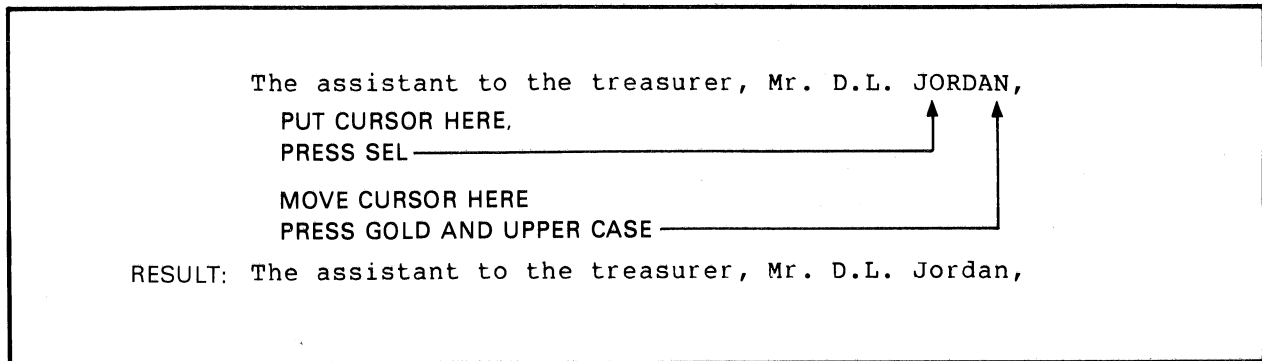 The assistant to the treasurer, Mr. D.L. JORDAN,
PUT CURSOR HERE,
PRESS SEL
MOVE CURSOR HERE
PRESS GOLD AND UPPER CASE
RESULT: The assistant to the treasurer, Mr. D.L. Jordan,